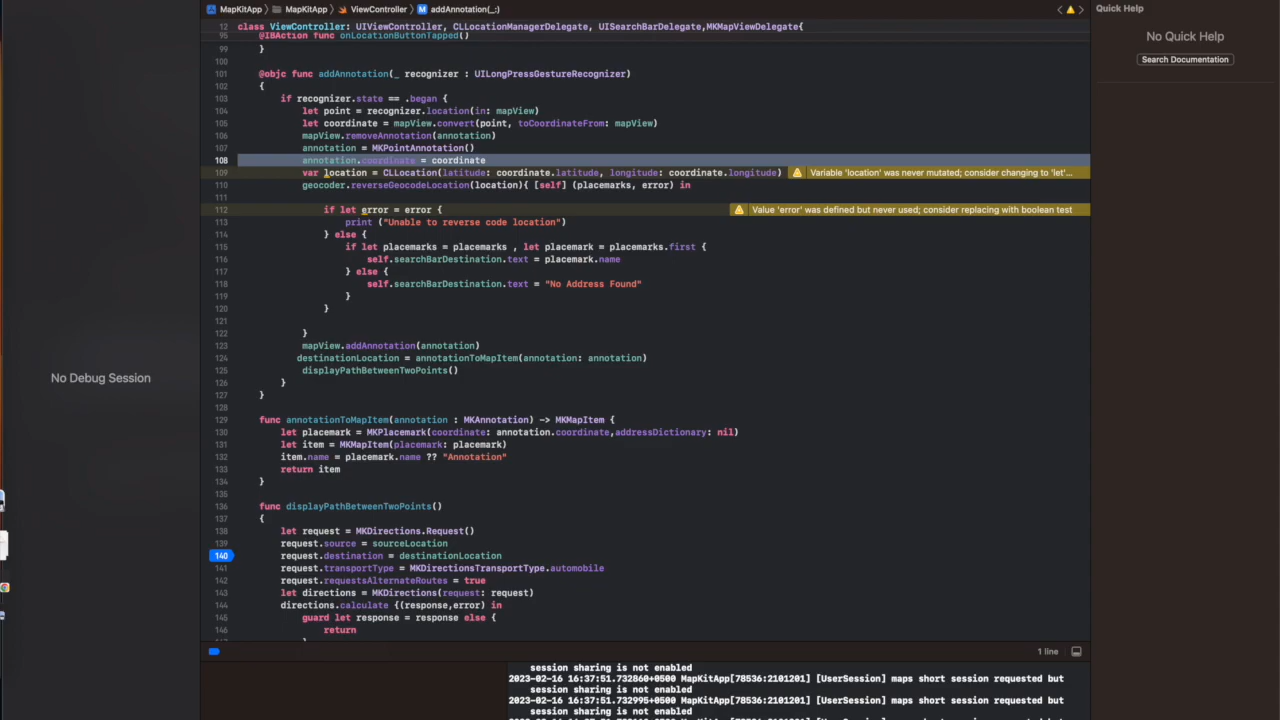 MapKitApp
MapKitApp
ViewController
M addAnnotation(_:)
Quick Help
12 class ViewController: UIViewController, CLLocationManagerDelegate, UISearchBarDelegate,MKMapViewDelegate{
95 @IBAction func onLocationButtonTapped()
99 }
100
101 @objc func addAnnotation(_ recognizer : UILongPressGestureRecognizer)
102 {
103 if recognizer.state == .began {
104 let point = recognizer.location(in: mapView)
105 let coordinate = mapView.convert(point, toCoordinateFrom: mapView)
106 mapView.removeAnnotation(annotation)
107 annotation = MKPointAnnotation()
108 annotation.coordinate = coordinate
109 var location = CLLocation(latitude: coordinate.latitude, longitude: coordinate.longitude) Variable 'location' was never mutated; consider changing to 'let'...
110 geocoder.reverseGeocodeLocation(location){ [self] (placemarks, error) in
111
112 if let error = error { Value 'error' was defined but never used; consider replacing with boolean test
113 print ("Unable to reverse code location")
114 } else {
115 if let placemarks = placemarks , let placemark = placemarks.first {
116 self.searchBarDestination.text = placemark.name
117 } else {
118 self.searchBarDestination.text = "No Address Found"
119 }
120 }
121
122 }
123 mapView.addAnnotation(annotation)
124 destinationLocation = annotationToMapItem(annotation: annotation)
125 displayPathBetweenTwoPoints()
126 }
127 }
128
129 func annotationToMapItem(annotation : MKAnnotation) -> MKMapItem {
130 let placemark = MKPlacemark(coordinate: annotation.coordinate,addressDictionary: nil)
131 let item = MKMapItem(placemark: placemark)
132 item.name = placemark.name ?? "Annotation"
133 return item
134 }
135
136 func displayPathBetweenTwoPoints()
137 {
138 let request = MKDirections.Request()
139 request.source = sourceLocation
140 request.destination = destinationLocation
141 request.transportType = MKDirectionsTransportType.automobile
142 request.requestsAlternateRoutes = true
143 let directions = MKDirections(request: request)
144 directions.calculate {(response,error) in
145 guard let response = response else {
146 return
No Debug Session
No Quick Help
Search Documentation
1 line
session sharing is not enabled
2023-02-16 16:37:51.732860+0500 MapKitApp[78536:2101201] [UserSession] maps short session requested but
session sharing is not enabled
2023-02-16 16:37:51.732995+0500 MapKitApp[78536:2101201] [UserSession] maps short session requested but
session sharing is not enabled